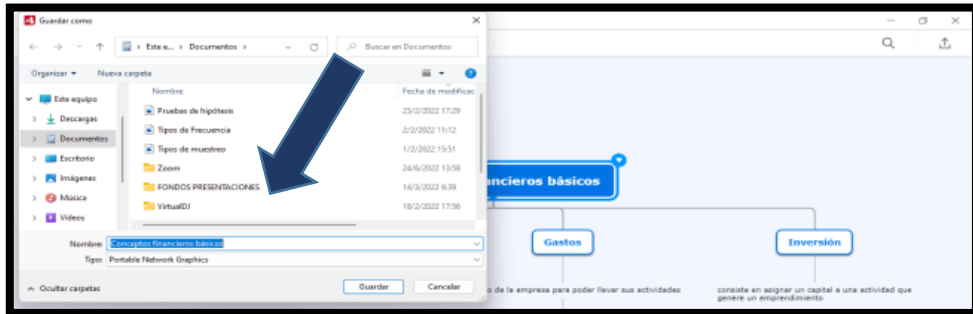 Guardar como
Este e... > Documentos >
Buscar en Documentos
Organizar
Nueva carpeta
Este equipo
Descargas
Documentos
Escritorio
Imágenes
Música
Vídeos
Nombre
Fecha de modificac
Pruebas de hipótesis
23/2/2022 17:29
Tipos de Frecuencia
2/2/2022 11:12
Tipos de muestreo
1/2/2022 15:51
Zoom
24/6/2022 13:58
FONDOS PRESENTACIONES
14/3/2022 9:39
VirtualDJ
18/2/2022 17:56
Nombre: Conceptos financieros básicos
Tipo: Portable Network Graphics
Ocultar carpetas
Guardar
Cancelar
ncieros básicos
Gastos
Inversión
o de la empresa para poder llevar sus actividades
consiste en asignar un capital a una actividad que
genere un emprendimiento